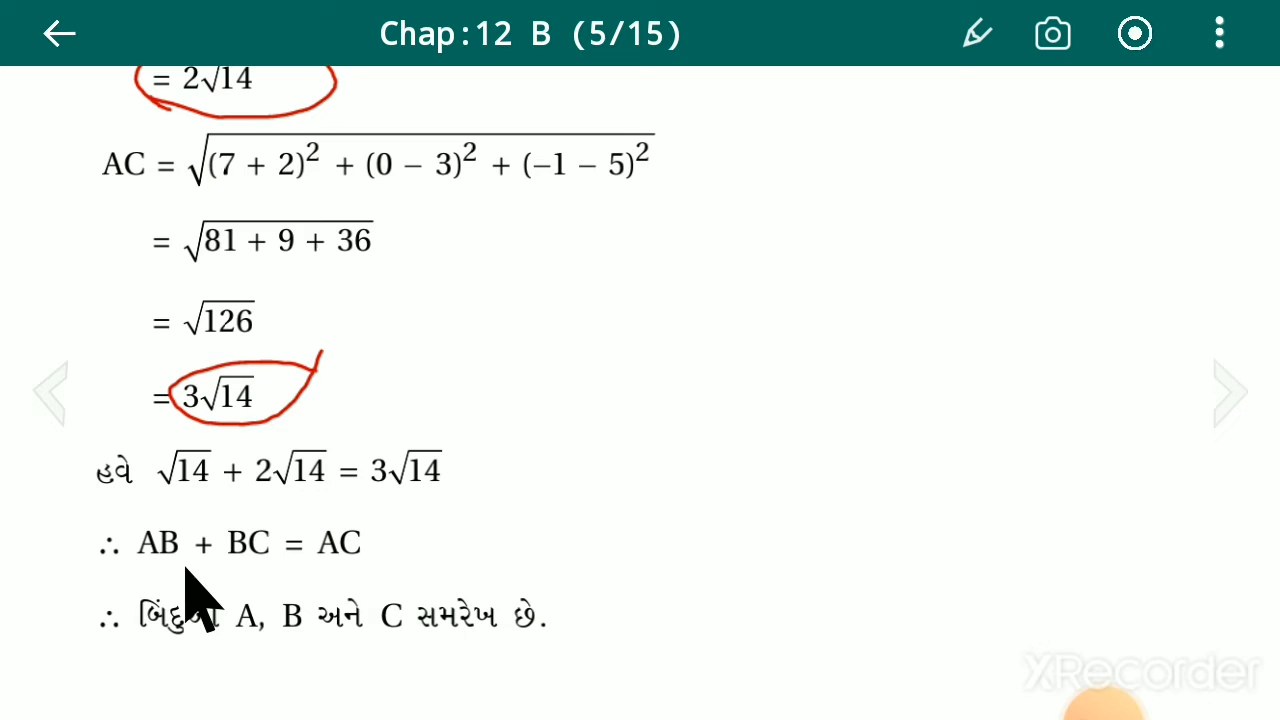 Chap:12 B (5/15)
= 2√14
AC = √((7 + 2)² + (0 − 3)² + (−1 − 5)²)
= √(81 + 9 + 36)
= √126
= 3√14
હવે √14 + 2√14 = 3√14
∴ AB + BC = AC
∴ A, B અને C સમરેખ છે.
XRecorder